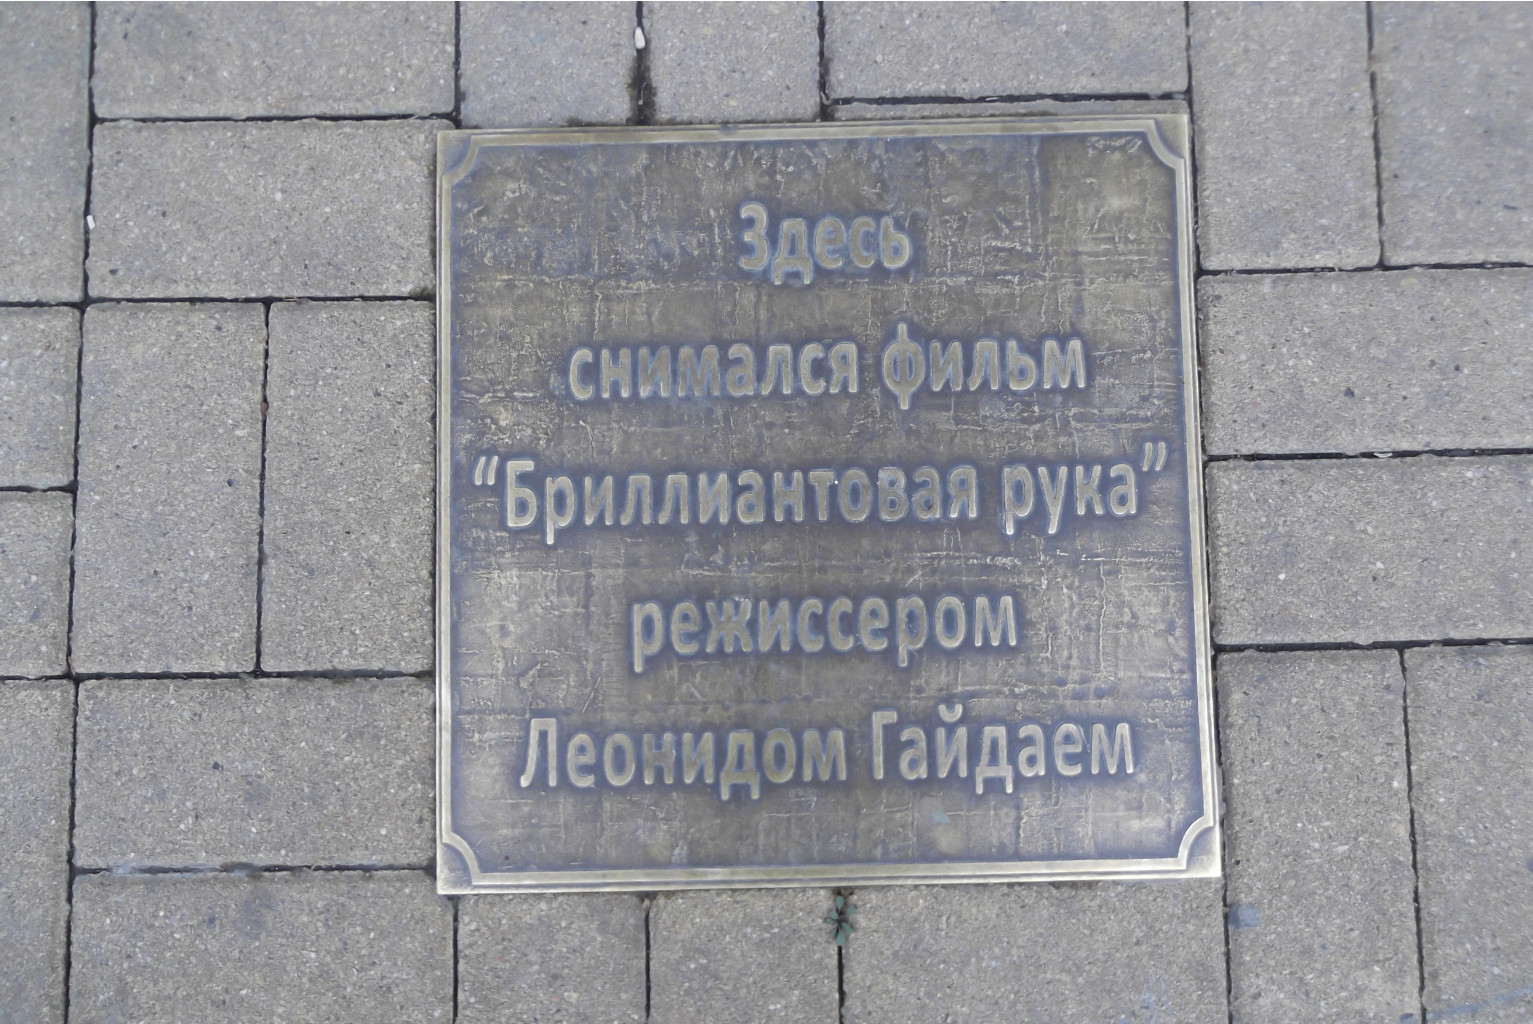 Здесь
снимался фильм
“Бриллиантовая рука”
режиссером
Леонидом Гайдаем